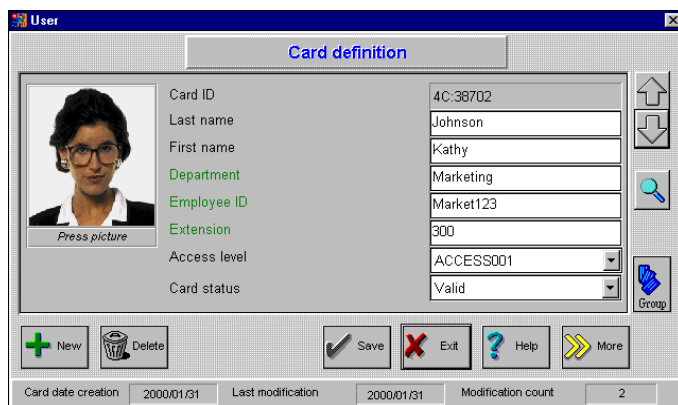 User
Card definition
Card ID 4C:38702
Last name Johnson
First name Kathy
Department Marketing
Employee ID Market123
Extension 300
Access level ACCESS001
Card status Valid
Press picture
Group
New Delete Save Exit Help More
Card date creation 2000/01/31 Last modification 2000/01/31 Modification count 2